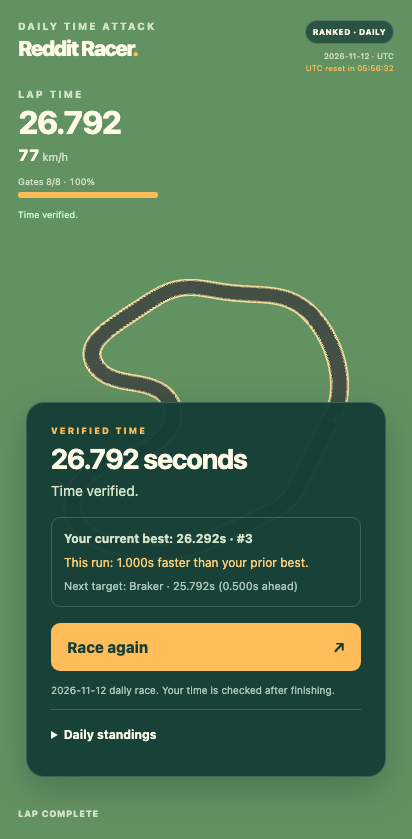 DAILY TIME ATTACK
Reddit Racer.
RANKED · DAILY
2026-11-12 · UTC
UTC reset in 05:56:32
LAP TIME
26.792
77 km/h
Gates 8/8 · 100%
Time verified.
VERIFIED TIME
26.792 seconds
Time verified.
Your current best: 26.292s · #3
This run: 1.000s faster than your prior best.
Next target: Braker · 25.792s (0.500s ahead)
Race again
2026-11-12 daily race. Your time is checked after finishing.
Daily standings
LAP COMPLETE